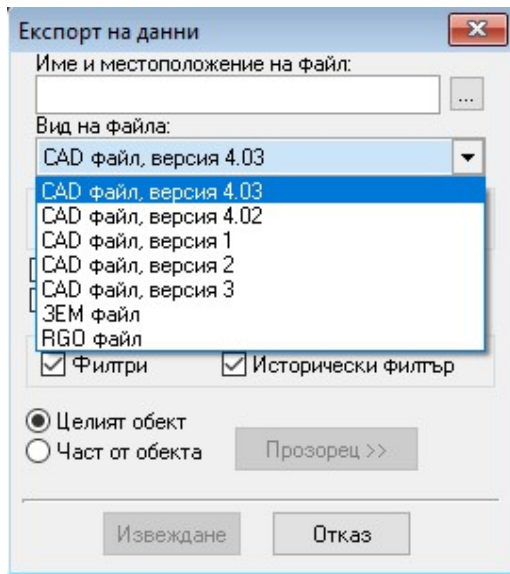 Експорт на данни
Име и местоположение на файл:
...
Вид на файла:
CAD файл, версия 4.03
CAD файл, версия 4.03
CAD файл, версия 4.02
CAD файл, версия 1
CAD файл, версия 2
CAD файл, версия 3
ЗЕМ файл
RGO файл
Филтри Исторически филтър
Целият обект
Част от обекта Прозорец >>
Извеждане Отказ